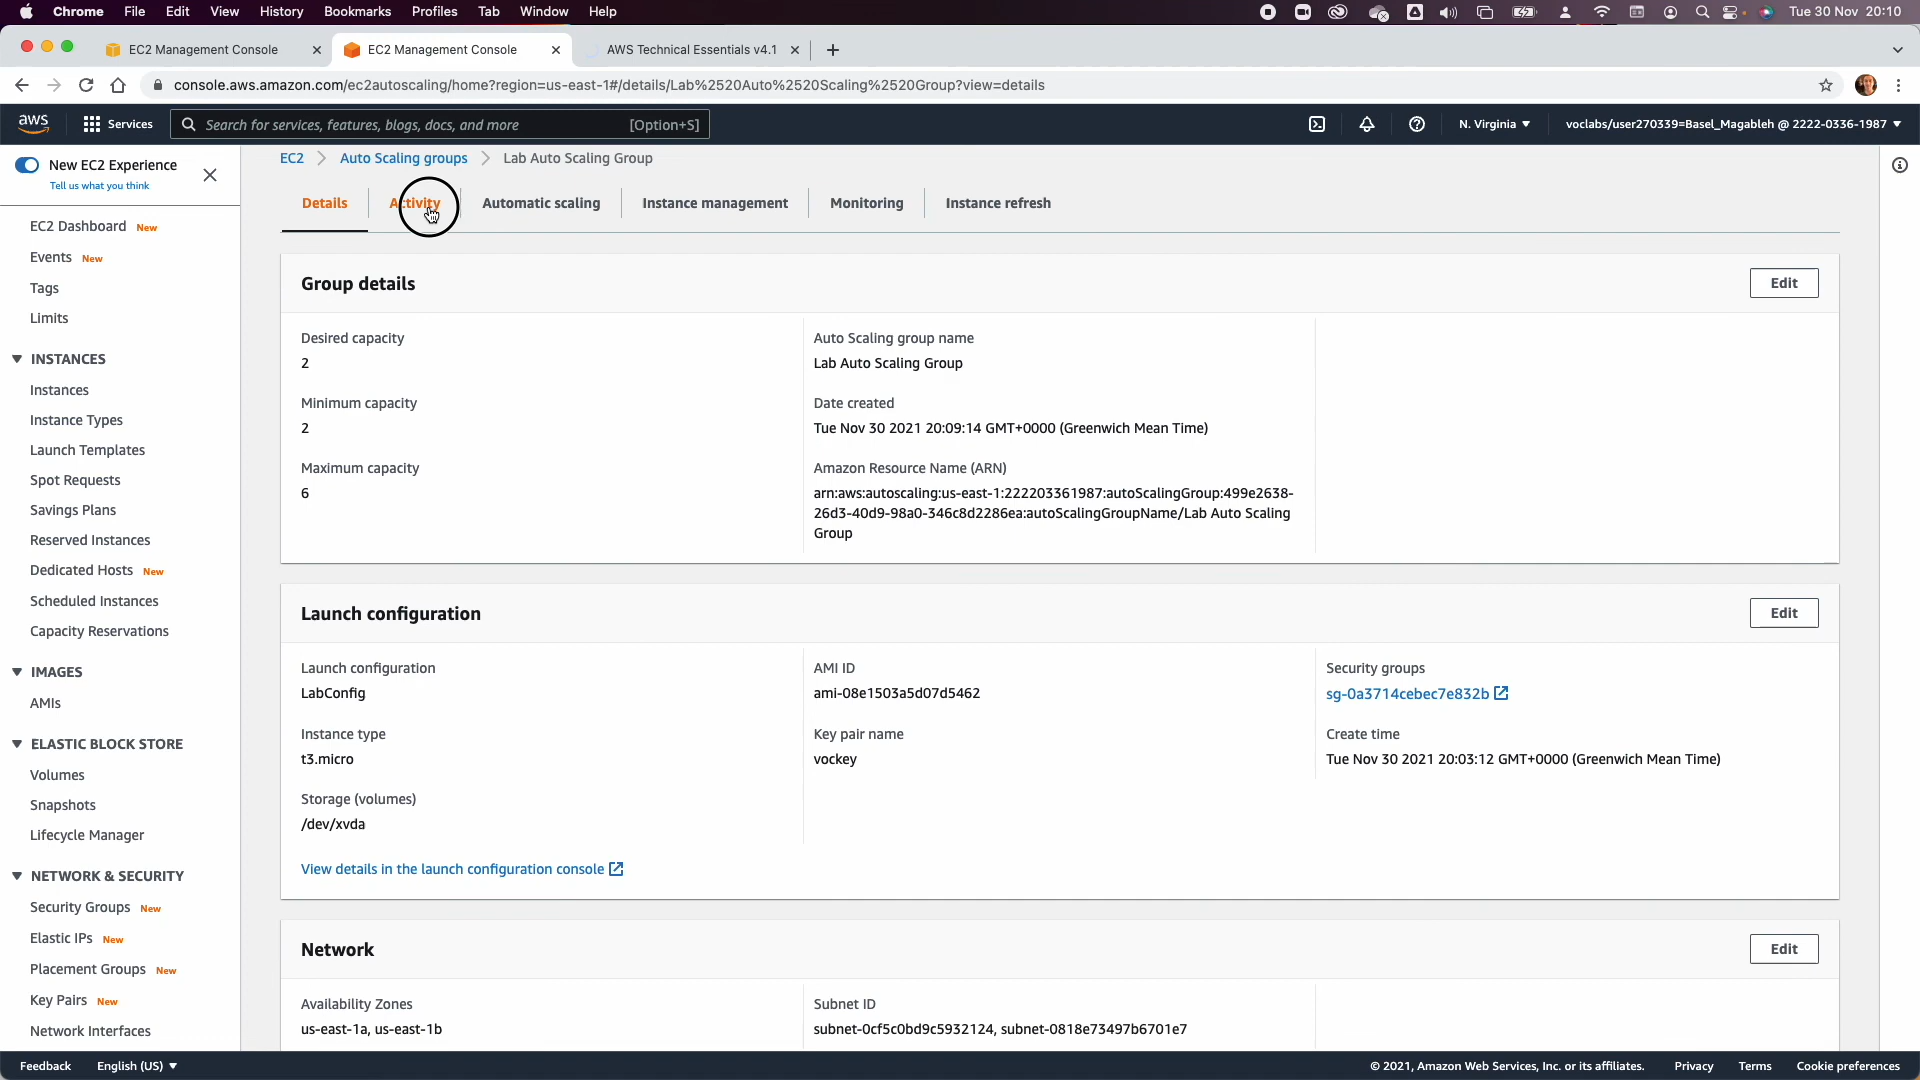 Chrome File Edit View History Bookmarks Profiles Tab Window Help Tue 30 Nov 20:10
EC2 Management Console EC2 Management Console AWS Technical Essentials v4.1
console.aws.amazon.com/ec2autoscaling/home?region=us-east-1#/details/Lab%2520Auto%2520Scaling%2520Group?view=details
aws Services Search for services, features, blogs, docs, and more [Option+S] N. Virginia voclabs/user270339=Basel_Magableh @ 2222-0336-1987
New EC2 Experience
Tell us what you think
EC2 Dashboard New
Events New
Tags
Limits
INSTANCES
Instances
Instance Types
Launch Templates
Spot Requests
Savings Plans
Reserved Instances
Dedicated Hosts New
Scheduled Instances
Capacity Reservations
IMAGES
AMIs
ELASTIC BLOCK STORE
Volumes
Snapshots
Lifecycle Manager
NETWORK & SECURITY
Security Groups New
Elastic IPs New
Placement Groups New
Key Pairs New
Network Interfaces
EC2 Auto Scaling groups Lab Auto Scaling Group
Details Activity Automatic scaling Instance management Monitoring Instance refresh
Group details Edit
Desired capacity
2
Minimum capacity
2
Maximum capacity
6
Auto Scaling group name
Lab Auto Scaling Group
Date created
Tue Nov 30 2021 20:09:14 GMT+0000 (Greenwich Mean Time)
Amazon Resource Name (ARN)
arn:aws:autoscaling:us-east-1:222203361987:autoScalingGroup:499e2638-
26d3-40d9-98a0-346c8d2286ea:autoScalingGroupName/Lab Auto Scaling
Group
Launch configuration Edit
Launch configuration
LabConfig
Instance type
t3.micro
Storage (volumes)
/dev/xvda
AMI ID
ami-08e1503a5d07d5462
Key pair name
vockey
Security groups
sg-0a3714cebec7e832b
Create time
Tue Nov 30 2021 20:03:12 GMT+0000 (Greenwich Mean Time)
View details in the launch configuration console
Network Edit
Availability Zones
us-east-1a, us-east-1b
Subnet ID
subnet-0cf5c0bd9c5932124, subnet-0818e73497b6701e7
Feedback English (US) © 2021, Amazon Web Services, Inc. or its affiliates. Privacy Terms Cookie preferences